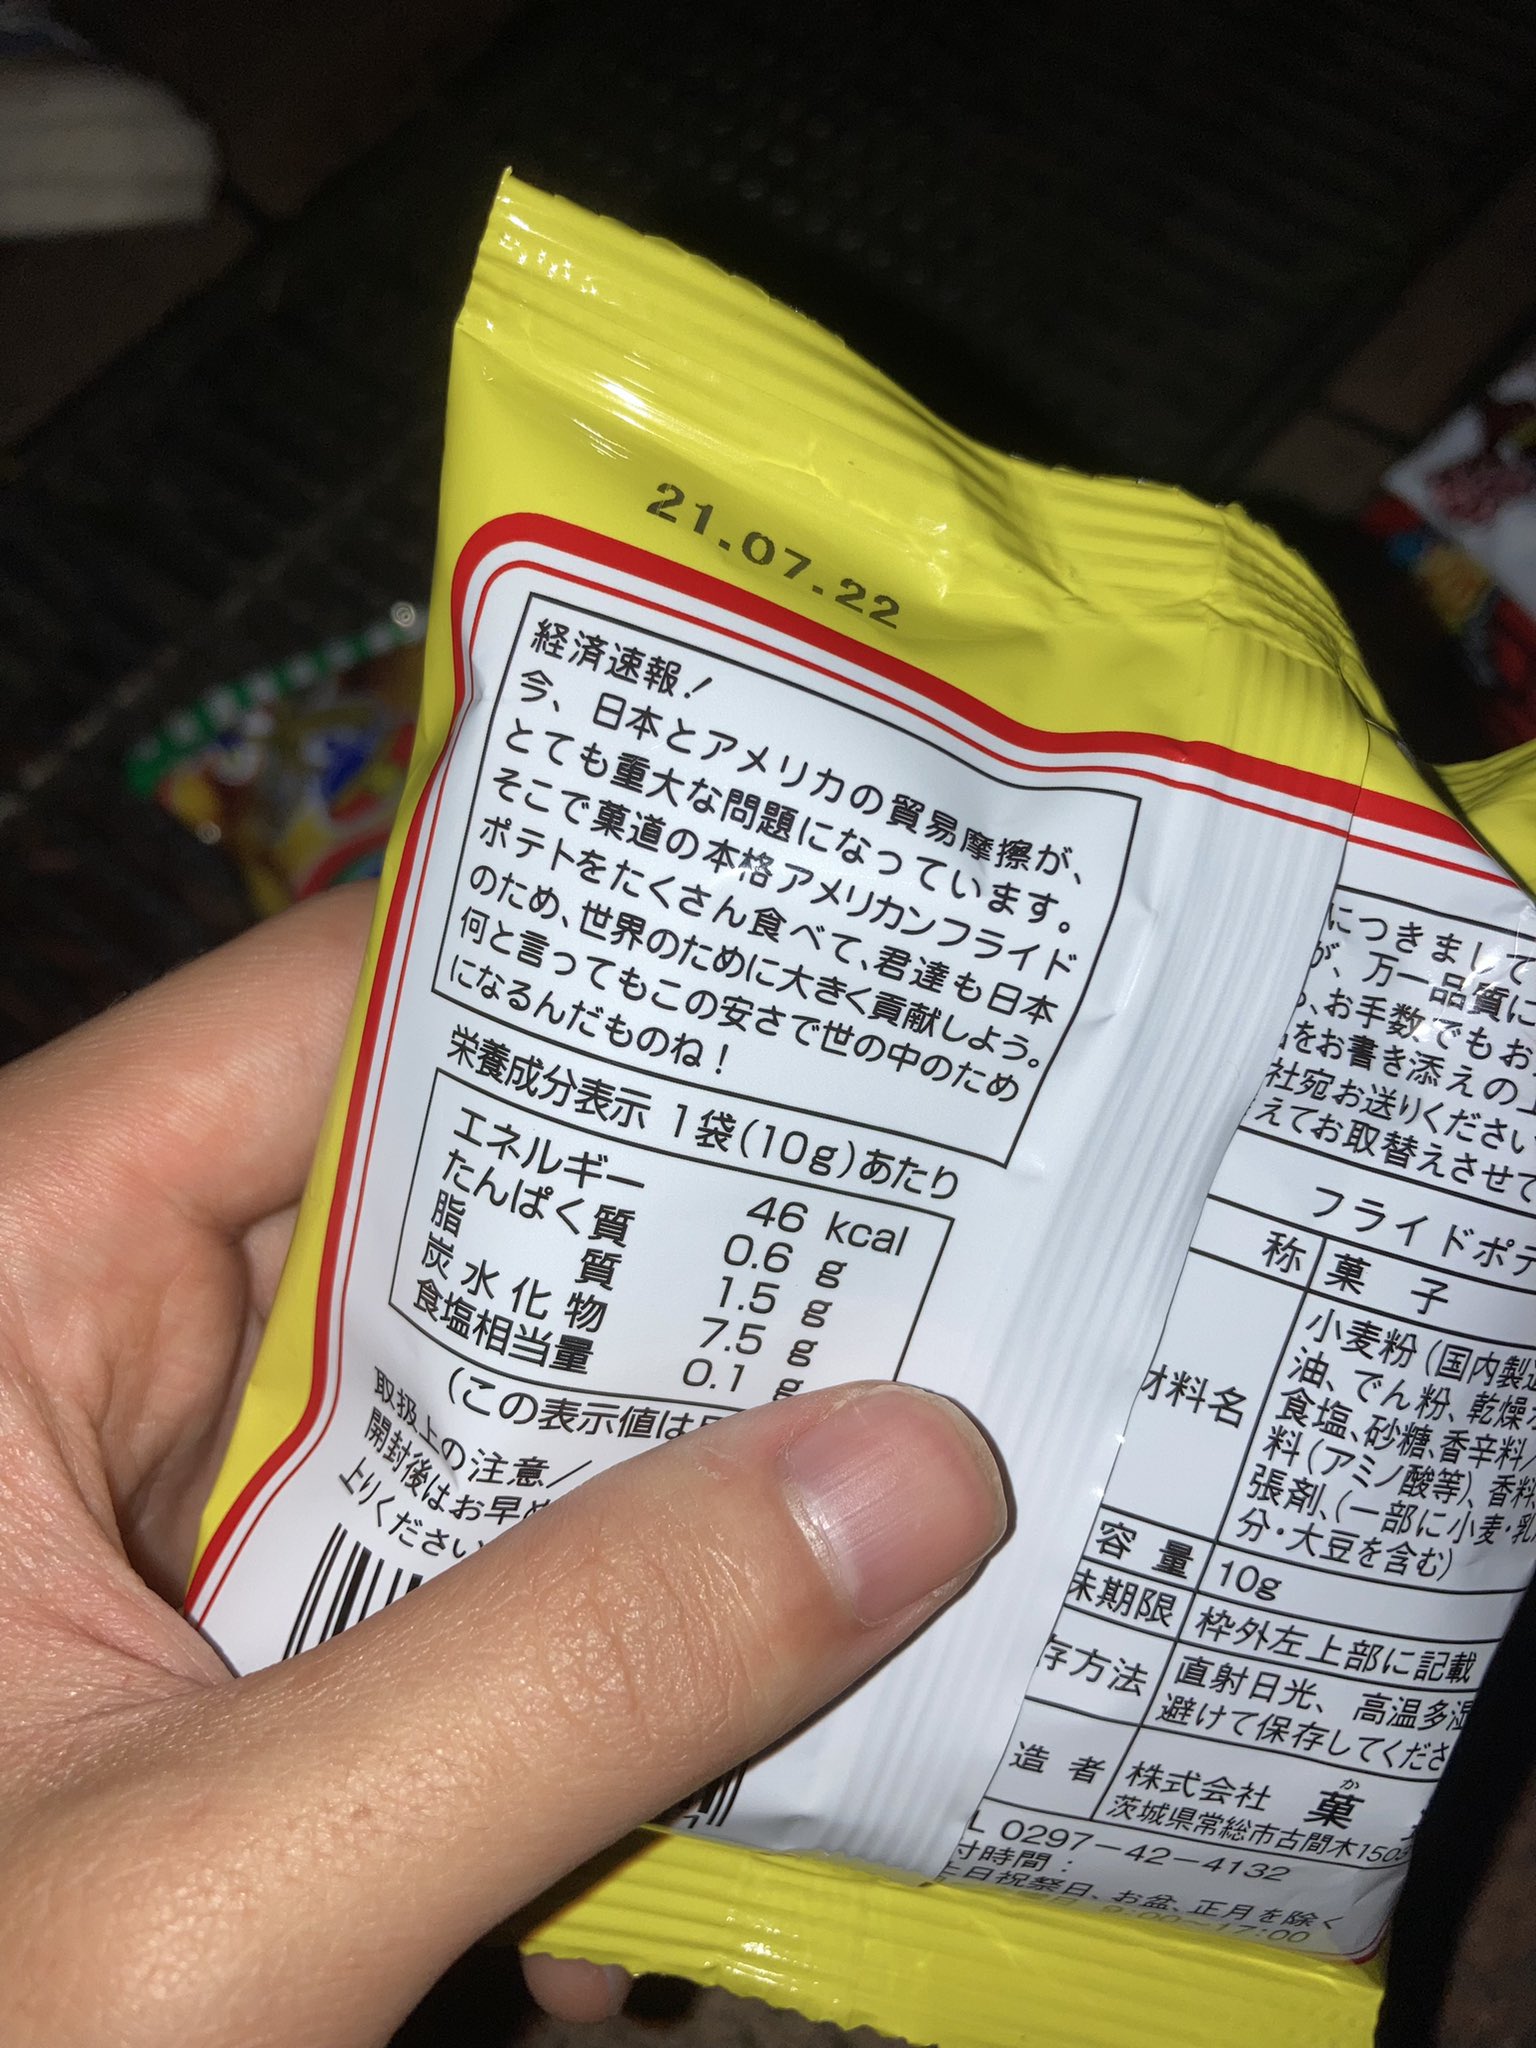 21.07.22
経済速報！
今、日本とアメリカの貿易摩擦が、
とても重大な問題になっています。
そこで菓道の本格アメリカンフライド
ポテトをたくさん食べて、君達も日本
のため、世界のために大きく貢献しよう。
何と言ってもこの安さで世の中のため
になるんだものね！
栄養成分表示 1袋(10g)あたり
エネルギー 46 kcal
たんぱく質 0.6 g
脂質 1.5 g
炭水化物 7.5 g
食塩相当量 0.1 g
(この表示値は
取扱上の注意／
開封後はお早め
上りください
につきまして
が、万一品質に
、お手数でもお
をお書き添えの上
社宛お送りください
えてお取替えさせて
フライドポテ
称 菓子
材料名 小麦粉(国内製造
油、でん粉、乾燥
食塩、砂糖、香辛料／
料(アミノ酸等)、香料
張剤、(一部に小麦・乳
分・大豆を含む)
容量 10g
味期限 枠外左上部に記載
存方法 直射日光、高温多湿
避けて保存してくださ
造者 株式会社 菓
か
茨城県常総市古間木1503
L 0297-42-4132
付時間：
土日祝祭日、お盆、正月を除く
9:00〜17:00